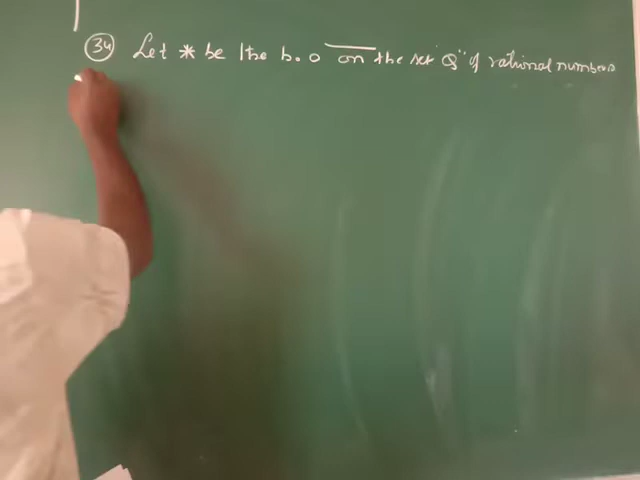 34 Let * be the b.o on the set "Q" of rational numbers